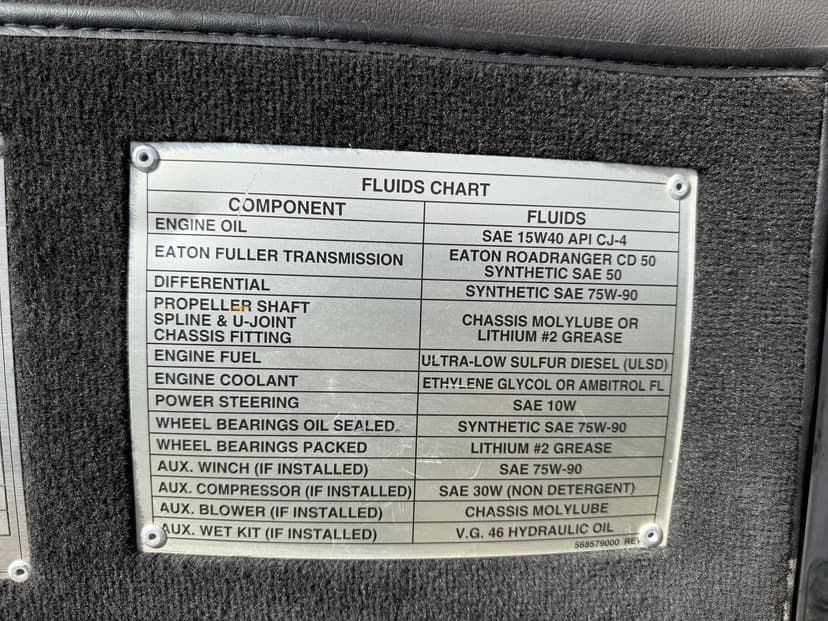 FLUIDS CHART
COMPONENT FLUIDS
ENGINE OIL SAE 15W40 API CJ-4
EATON FULLER TRANSMISSION EATON ROADRANGER CD 50
SYNTHETIC SAE 50
DIFFERENTIAL SYNTHETIC SAE 75W-90
PROPELLER SHAFT
SPLINE & U-JOINT CHASSIS MOLYLUBE OR
CHASSIS FITTING LITHIUM #2 GREASE
ENGINE FUEL ULTRA-LOW SULFUR DIESEL (ULSD)
ENGINE COOLANT ETHYLENE GLYCOL OR AMBITROL FL
POWER STEERING SAE 10W
WHEEL BEARINGS OIL SEALED SYNTHETIC SAE 75W-90
WHEEL BEARINGS PACKED LITHIUM #2 GREASE
AUX. WINCH (IF INSTALLED) SAE 75W-90
AUX. COMPRESSOR (IF INSTALLED) SAE 30W (NON DETERGENT)
AUX. BLOWER (IF INSTALLED) CHASSIS MOLYLUBE
AUX. WET KIT (IF INSTALLED) V.G. 46 HYDRAULIC OIL
568579000